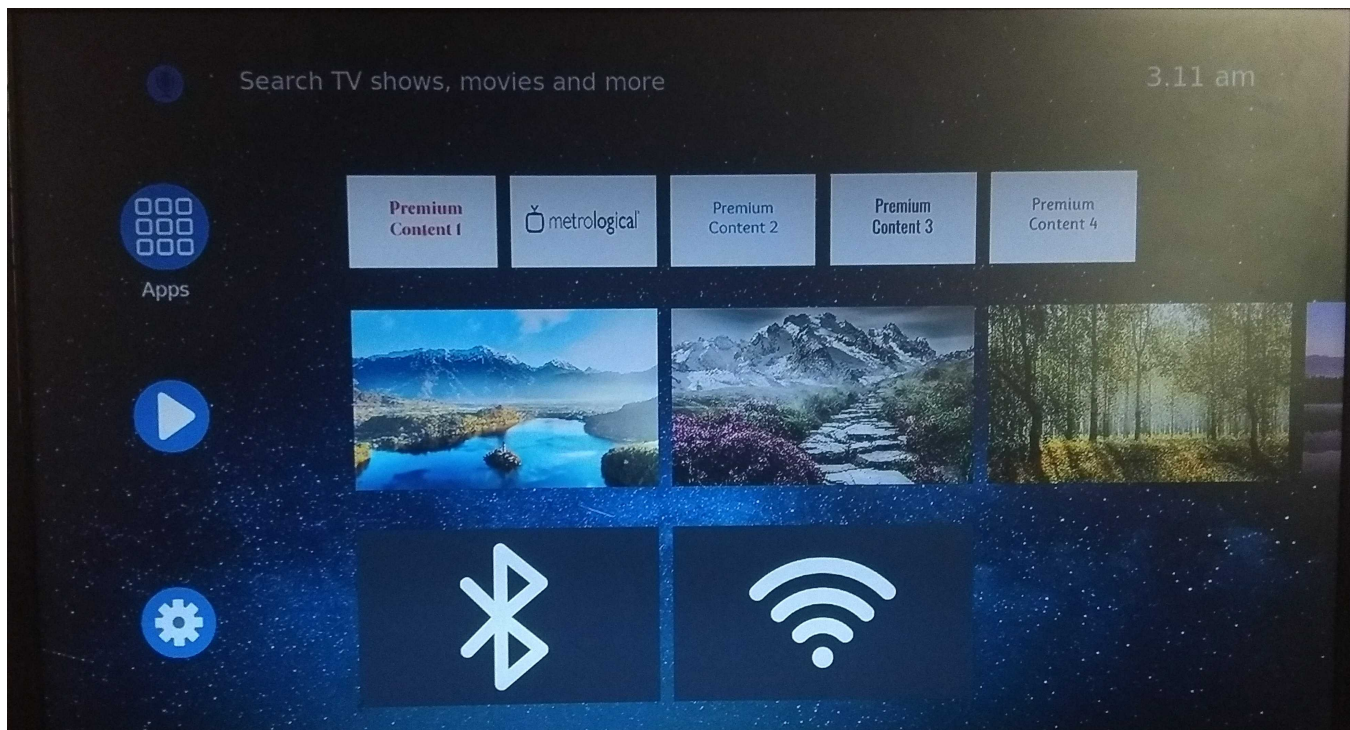 Search TV shows, movies and more
3.11 am
Premium
Content 1
metrological
Premium
Content 2
Premium
Content 3
Premium
Content 4
Apps